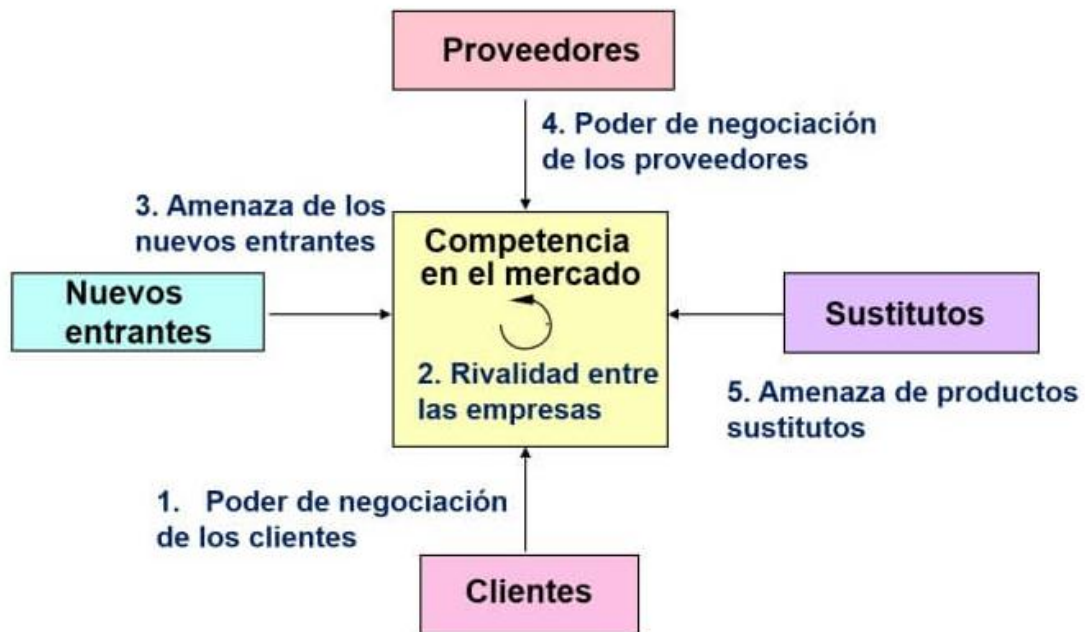 Proveedores
4. Poder de negociación
de los proveedores
3. Amenaza de los
nuevos entrantes
Competencia
en el mercado
Nuevos
entrantes
Sustitutos
2. Rivalidad entre
las empresas
5. Amenaza de productos
sustitutos
1. Poder de negociación
de los clientes
Clientes